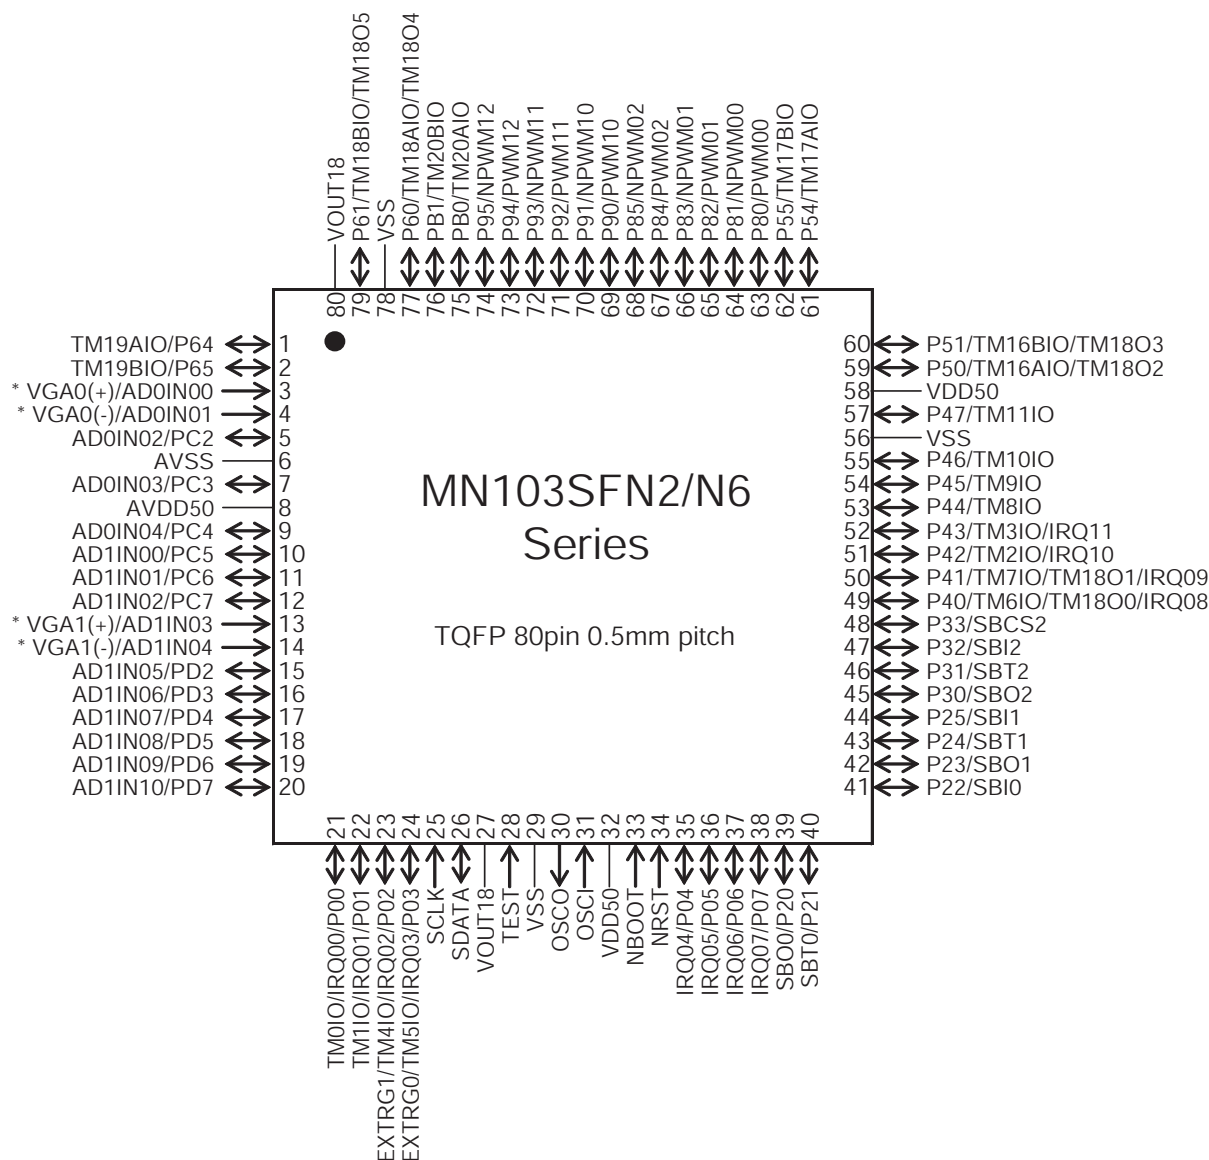 VOUT18
P61/TM18BIO/TM18O5
VSS
P60/TM18AIO/TM18O4
PB1/TM20BIO
PB0/TM20AIO
P95/NPWM12
P94/PWM12
P93/NPWM11
P92/PWM11
P91/NPWM10
P90/PWM10
P85/NPWM02
P84/PWM02
P83/NPWM01
P82/PWM01
P81/NPWM00
P80/PWM00
P55/TM17BIO
P54/TM17AIO
80 79 78 77 76 75 74 73 72 71 70 69 68 67 66 65 64 63 62 61
TM19AIO/P64 1
TM19BIO/P65 2
* VGA0(+)/AD0IN00 3
* VGA0(-)/AD0IN01 4
AD0IN02/PC2 5
AVSS 6
AD0IN03/PC3 7
AVDD50 8
AD0IN04/PC4 9
AD1IN00/PC5 10
AD1IN01/PC6 11
AD1IN02/PC7 12
* VGA1(+)/AD1IN03 13
* VGA1(-)/AD1IN04 14
AD1IN05/PD2 15
AD1IN06/PD3 16
AD1IN07/PD4 17
AD1IN08/PD5 18
AD1IN09/PD6 19
AD1IN10/PD7 20
MN103SFN2/N6
Series
TQFP 80pin 0.5mm pitch
60 P51/TM16BIO/TM18O3
59 P50/TM16AIO/TM18O2
58 VDD50
57 P47/TM11IO
56 VSS
55 P46/TM10IO
54 P45/TM9IO
53 P44/TM8IO
52 P43/TM3IO/IRQ11
51 P42/TM2IO/IRQ10
50 P41/TM7IO/TM18O1/IRQ09
49 P40/TM6IO/TM18O0/IRQ08
48 P33/SBCS2
47 P32/SBI2
46 P31/SBT2
45 P30/SBO2
44 P25/SBI1
43 P24/SBT1
42 P23/SBO1
41 P22/SBI0
21 22 23 24 25 26 27 28 29 30 31 32 33 34 35 36 37 38 39 40
TM0IO/IRQ00/P00
TM1IO/IRQ01/P01
EXTRG1/TM4IO/IRQ02/P02
EXTRG0/TM5IO/IRQ03/P03
SCLK
SDATA
VOUT18
TEST
VSS
OSCO
OSCI
VDD50
NBOOT
NRST
IRQ04/P04
IRQ05/P05
IRQ06/P06
IRQ07/P07
SBO0/P20
SBT0/P21